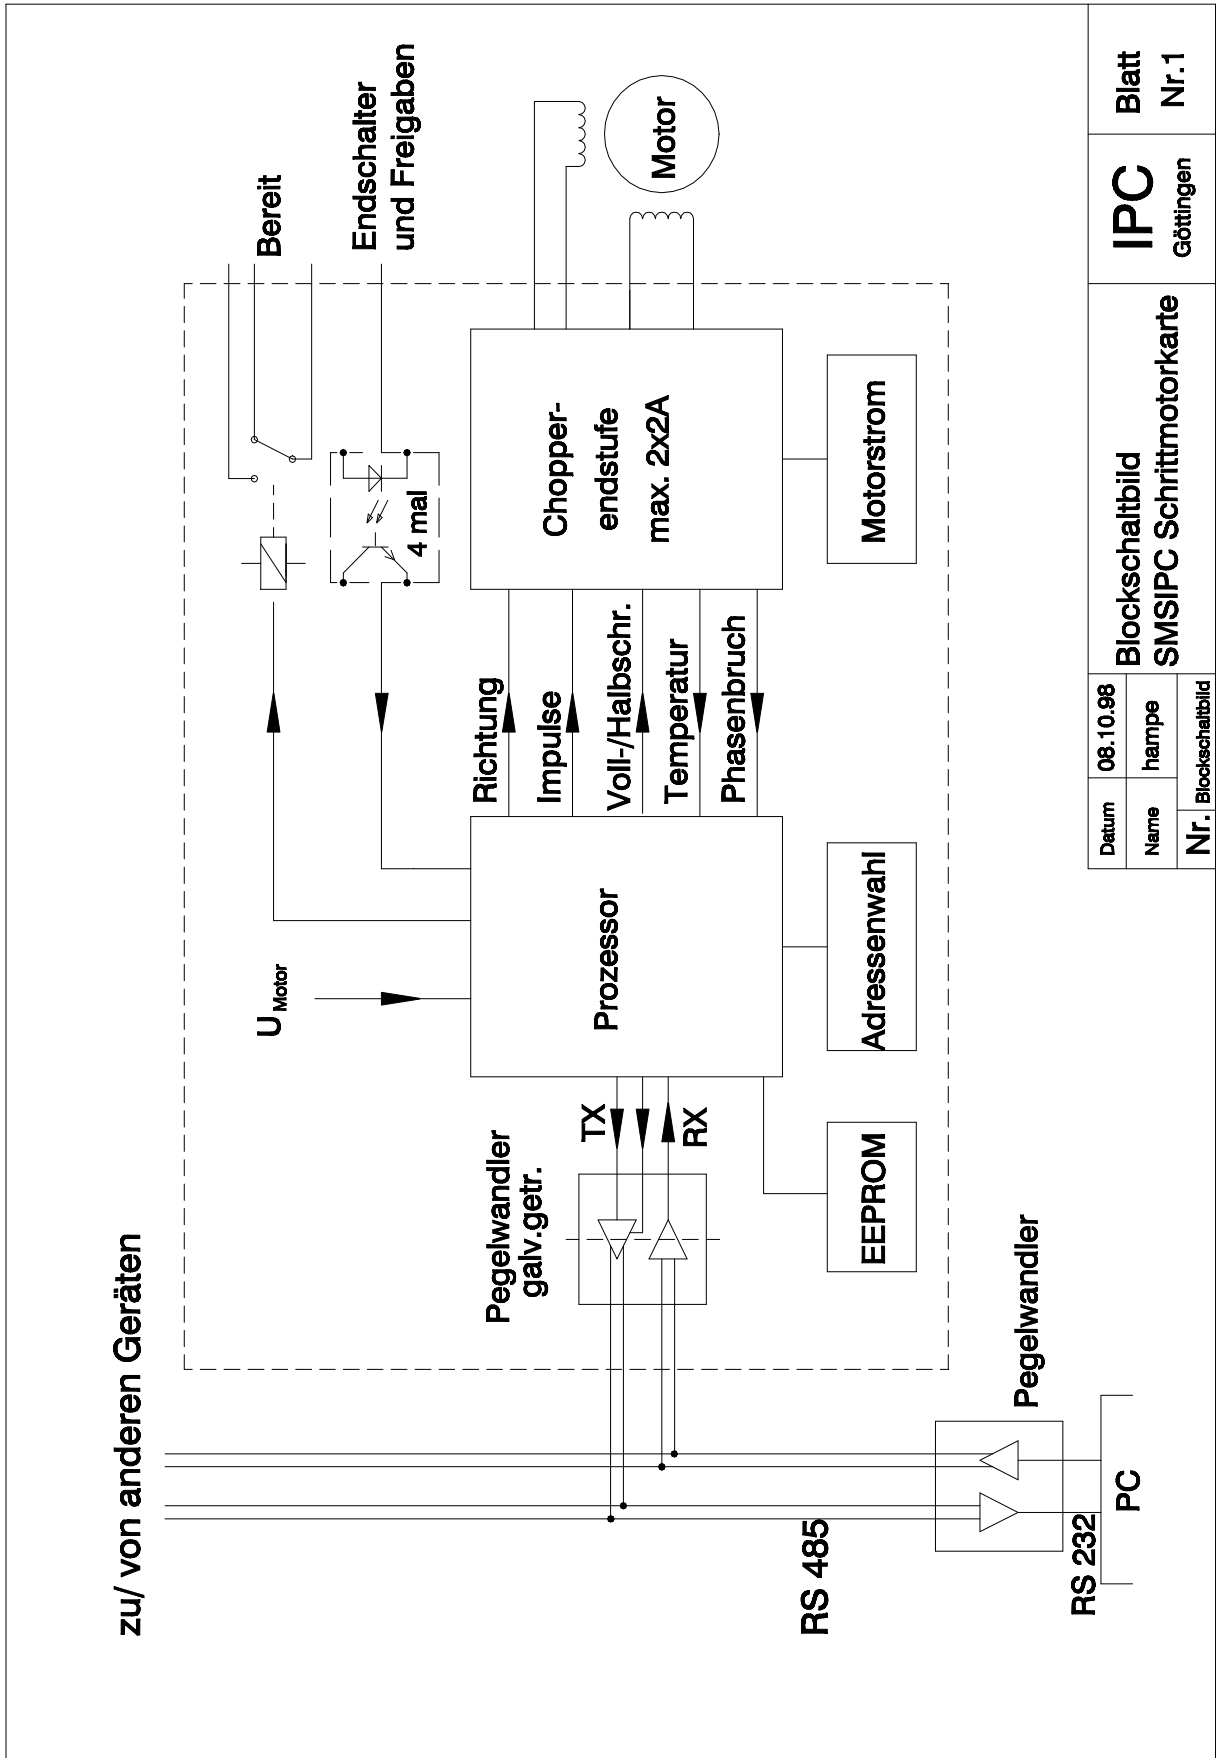 zu/ von anderen Geräten
U Motor
Bereit
Endschalter
und Freigaben
4 mal
Pegelwandler
galv.getr.
TX
RX
Prozessor
Richtung
Impulse
Voll-/Halbschr.
Temperatur
Phasenbruch
Chopper-
endstufe
max. 2x2A
Motor
EEPROM
Adressenwahl
Motorstrom
RS 485
Pegelwandler
RS 232
PC
Datum
08.10.98
Name
hampe
Nr.
Blockschaltbild
Blockschaltbild
SMSIPC Schrittmotorkarte
IPC
Göttingen
Blatt
Nr.1